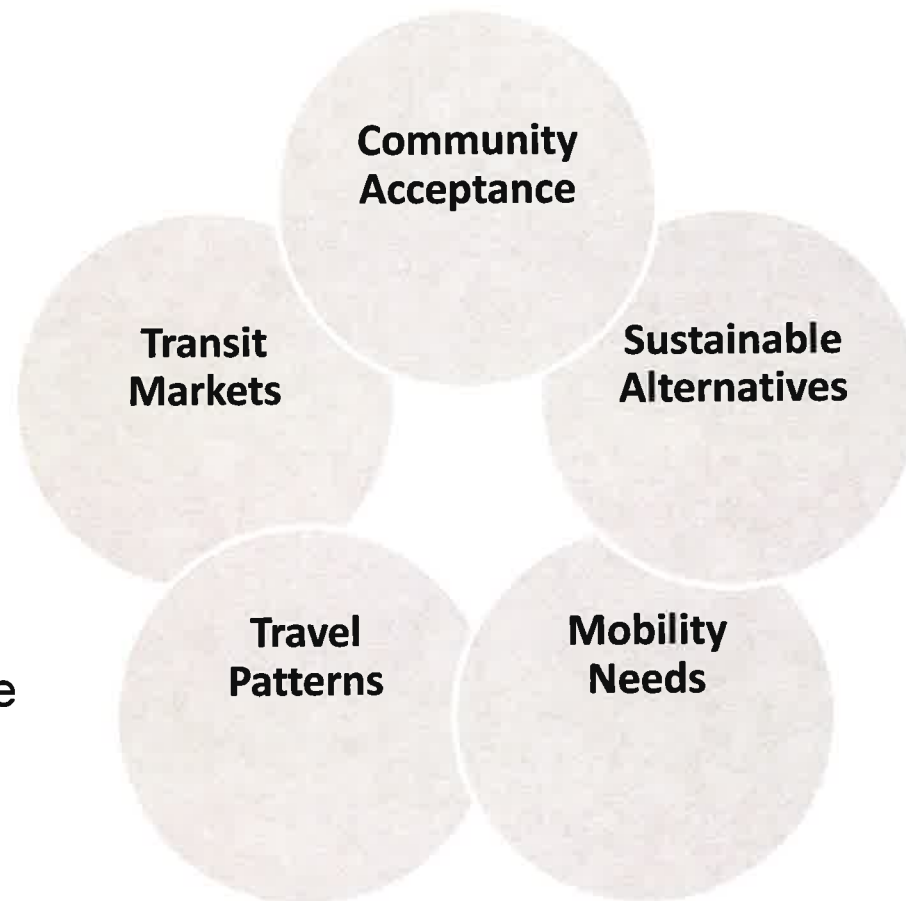 Community
Acceptance
Transit
Markets
Sustainable
Alternatives
Travel
Patterns
Mobility
Needs
e